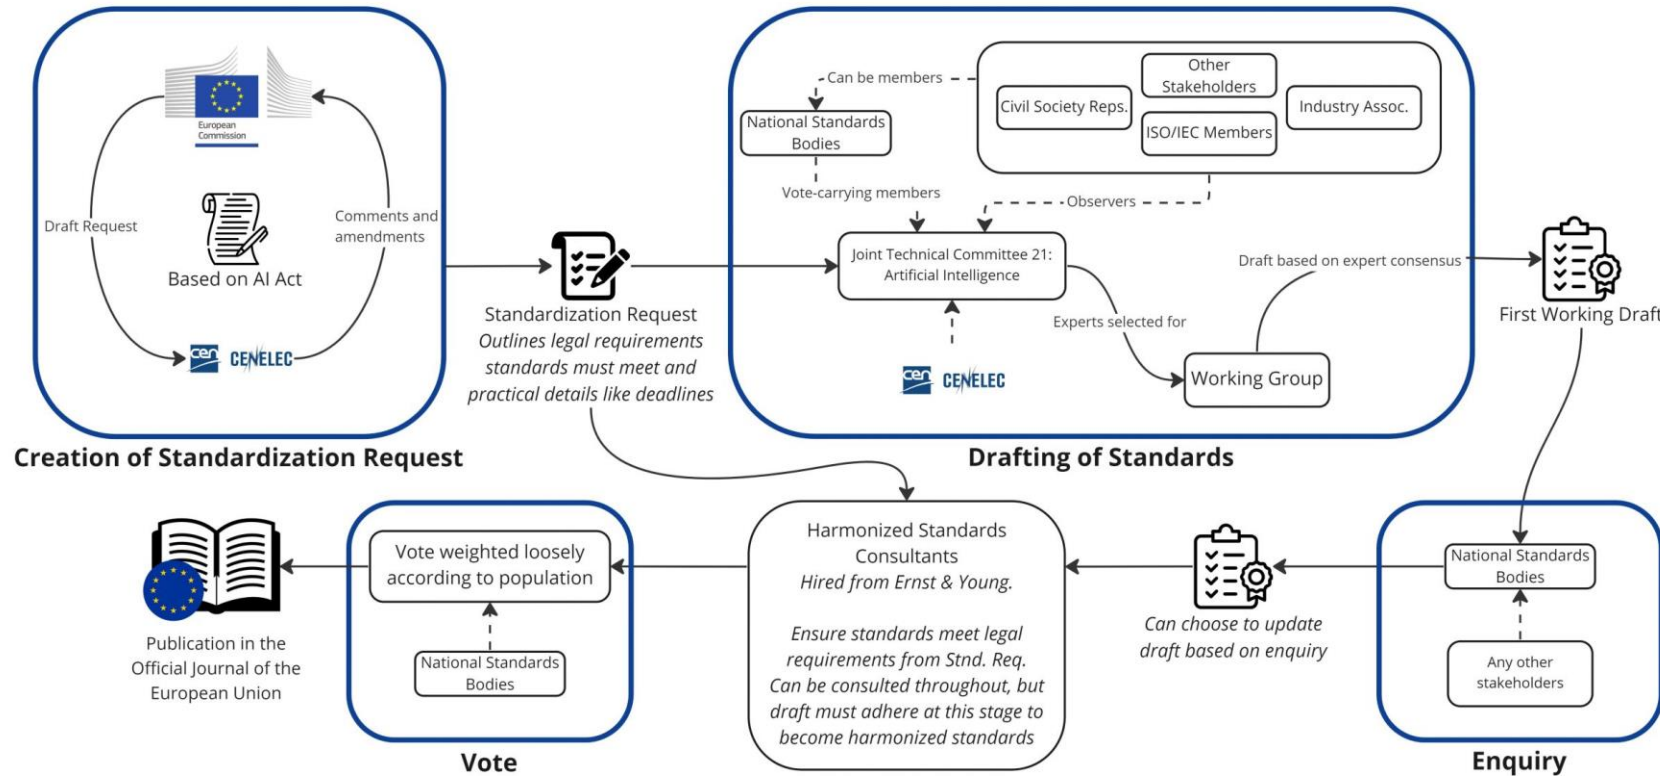 European
Commission
Draft Request
Comments and
amendments
Based on AI Act
cen CENELEC
Creation of Standardization Request
Standardization Request
Outlines legal requirements
standards must meet and
practical details like deadlines
Can be members
National Standards
Bodies
Civil Society Reps.
Other
Stakeholders
ISO/IEC Members
Industry Assoc.
Vote-carrying members
Observers
Joint Technical Committee 21:
Artificial Intelligence
cen CENELEC
Experts selected for
Working Group
Draft based on expert consensus
Drafting of Standards
First Working Draft
National Standards
Bodies
Any other
stakeholders
Enquiry
Can choose to update
draft based on enquiry
Harmonized Standards
Consultants
Hired from Ernst & Young.
Ensure standards meet legal
requirements from Stnd. Req.
Can be consulted throughout, but
draft must adhere at this stage to
become harmonized standards
Vote weighted loosely
according to population
National Standards
Bodies
Vote
Publication in the
Official Journal of the
European Union